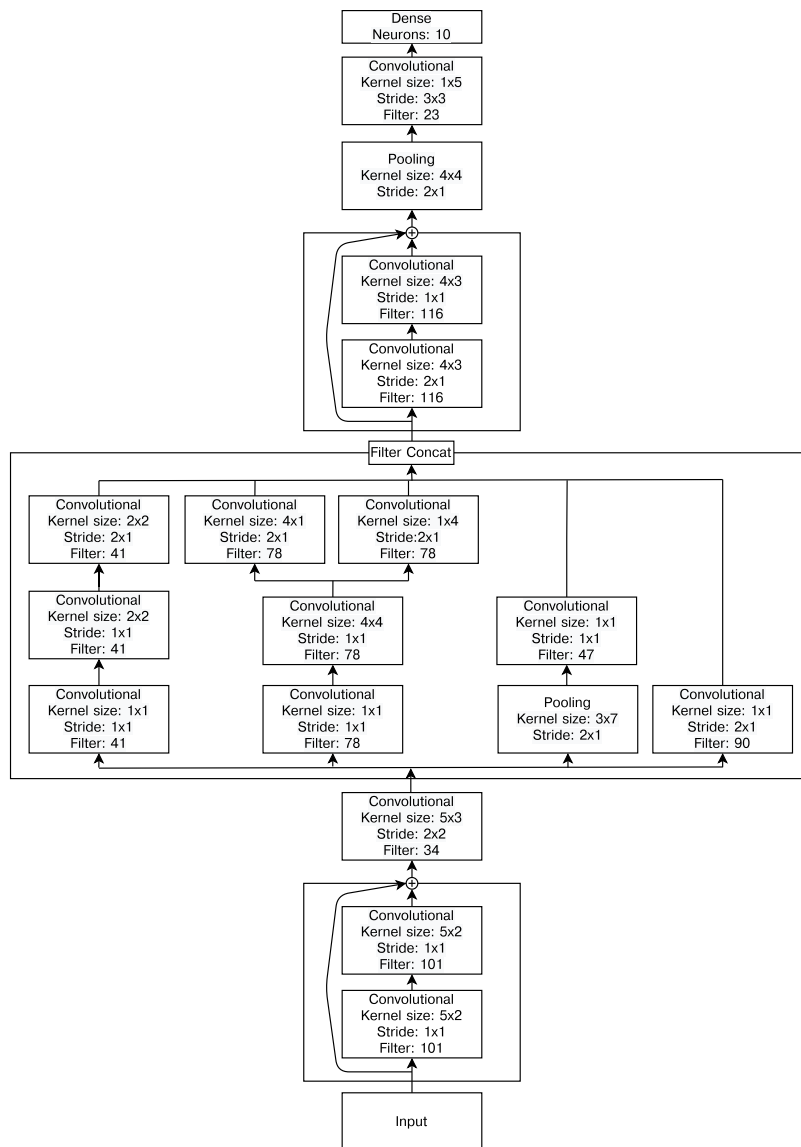 Dense
Neurons: 10
Convolutional
Kernel size: 1x5
Stride: 3x3
Filter: 23
Pooling
Kernel size: 4x4
Stride: 2x1
Convolutional
Kernel size: 4x3
Stride: 1x1
Filter: 116
Convolutional
Kernel size: 4x3
Stride: 2x1
Filter: 116
Filter Concat
Convolutional
Kernel size: 2x2
Stride: 2x1
Filter: 41
Convolutional
Kernel size: 4x1
Stride: 2x1
Filter: 78
Convolutional
Kernel size: 1x4
Stride:2x1
Filter: 78
Convolutional
Kernel size: 2x2
Stride: 1x1
Filter: 41
Convolutional
Kernel size: 4x4
Stride: 1x1
Filter: 78
Convolutional
Kernel size: 1x1
Stride: 1x1
Filter: 47
Convolutional
Kernel size: 1x1
Stride: 1x1
Filter: 41
Convolutional
Kernel size: 1x1
Stride: 1x1
Filter: 78
Pooling
Kernel size: 3x7
Stride: 2x1
Convolutional
Kernel size: 1x1
Stride: 2x1
Filter: 90
Convolutional
Kernel size: 5x3
Stride: 2x2
Filter: 34
Convolutional
Kernel size: 5x2
Stride: 1x1
Filter: 101
Convolutional
Kernel size: 5x2
Stride: 1x1
Filter: 101
Input